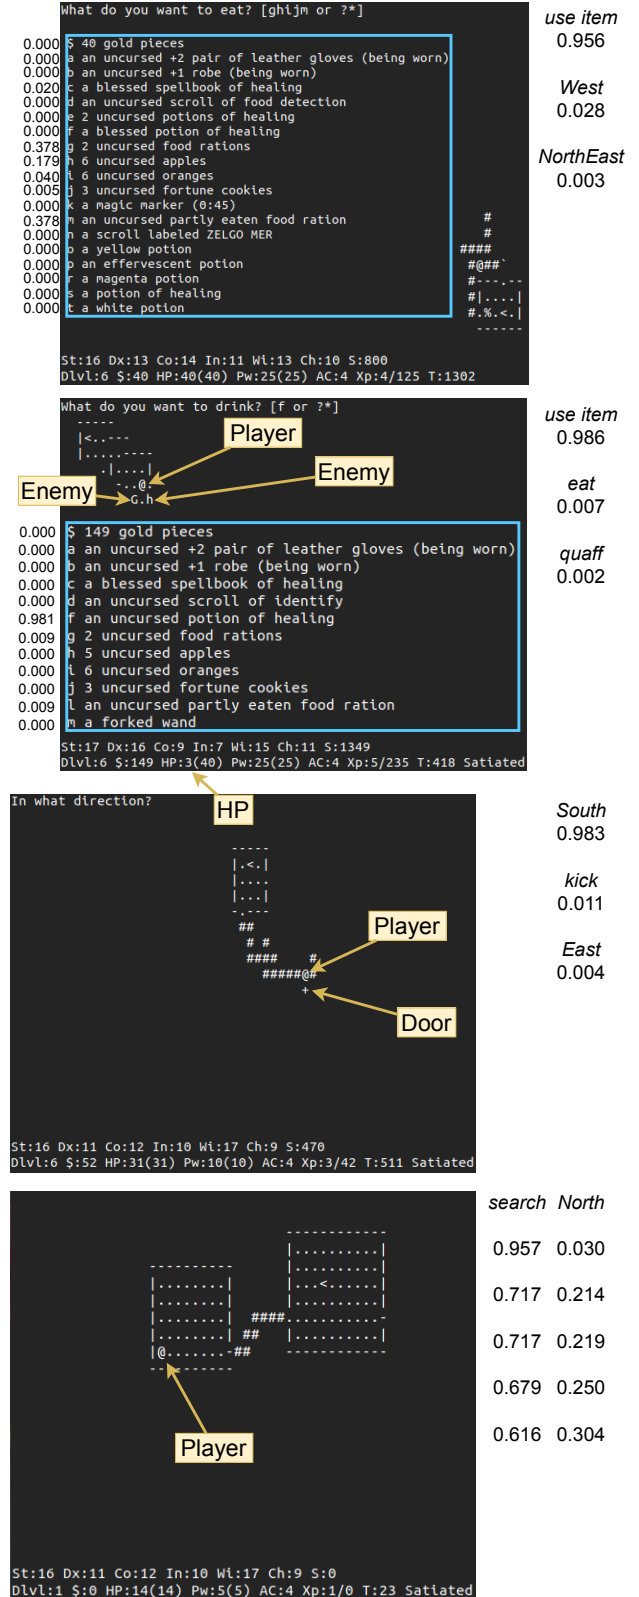 What do you want to eat? [ghijm or ?*]
use item
0.956
West
0.028
NorthEast
0.003
0.000 $ 40 gold pieces
0.000 a an uncursed +2 pair of leather gloves (being worn)
0.000 b an uncursed +1 robe (being worn)
0.020 c a blessed spellbook of healing
0.000 d an uncursed scroll of food detection
0.000 e 2 uncursed potions of healing
0.000 f a blessed potion of healing
0.378 g 2 uncursed food rations
0.179 h 6 uncursed apples
0.040 i 6 uncursed oranges
0.005 j 3 uncursed fortune cookies
0.000 k a magic marker (0:45)
0.378 m an uncursed partly eaten food ration
0.000 n a scroll labeled ZELGO MER
0.000 o a yellow potion
0.000 p an effervescent potion
0.000 r a magenta potion
0.000 s a potion of healing
0.000 t a white potion
#
#
####
#@##`
#---.--
#|....|
#.%.<.|
------
St:16 Dx:13 Co:14 In:11 Wi:13 Ch:10 S:800
Dlvl:6 $:40 HP:40(40) Pw:25(25) AC:4 Xp:4/125 T:1302
What do you want to drink? [f or ?*]
use item
0.986
eat
0.007
quaff
0.002
-----
|<..---
|.....----
.|....|
-..@.
G.h
Player
Enemy
Enemy
0.000 $ 149 gold pieces
0.000 a an uncursed +2 pair of leather gloves (being worn)
0.000 b an uncursed +1 robe (being worn)
0.000 c a blessed spellbook of healing
0.000 d an uncursed scroll of identify
0.981 f an uncursed potion of healing
0.009 g 2 uncursed food rations
0.000 h 5 uncursed apples
0.000 i 6 uncursed oranges
0.000 j 3 uncursed fortune cookies
0.009 l an uncursed partly eaten food ration
0.000 m a forked wand
St:17 Dx:16 Co:9 In:7 Wi:15 Ch:11 S:1349
Dlvl:6 $:149 HP:3(40) Pw:25(25) AC:4 Xp:5/235 T:418 Satiated
HP
In what direction?
South
0.983
kick
0.011
East
0.004
-----
|.<.|
|....
|...|
-.---
##
# #
#### #
#####@#
+
Player
Door
St:16 Dx:11 Co:12 In:10 Wi:17 Ch:9 S:470
Dlvl:6 $:52 HP:31(31) Pw:10(10) AC:4 Xp:3/42 T:511 Satiated
search North
0.957 0.030
0.717 0.214
0.717 0.219
0.679 0.250
0.616 0.304
------------
|..........|
---------- |..........|
|........| |...<......|
|........| |..........|
|........| ####...........-
|........| ## |..........|
|@.......-## ------------
----------
Player
St:16 Dx:11 Co:12 In:10 Wi:17 Ch:9 S:0
Dlvl:1 $:0 HP:14(14) Pw:5(5) AC:4 Xp:1/0 T:23 Satiated